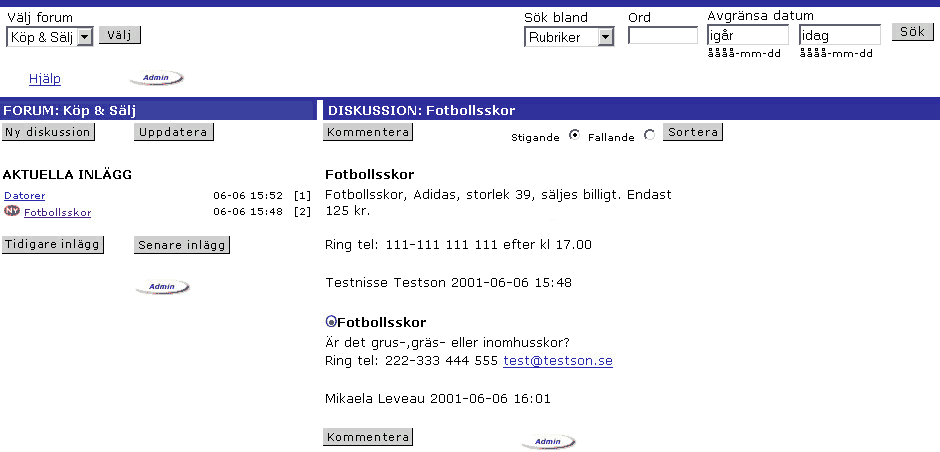 Välj forum
Köp & Sälj Välj
Sök bland Ord Avgränsa datum
Rubriker igår idag Sök
åååå-mm-dd åååå-mm-dd
Hjälp Admin
FORUM: Köp & Sälj
Ny diskussion Uppdatera
AKTUELLA INLÄGG
Datorer 06-06 15:52 [1]
NY Fotbollsskor 06-06 15:48 [2]
Tidigare inlägg Senare inlägg
Admin
DISKUSSION: Fotbollsskor
Kommentera Stigande Fallande Sortera
Fotbollsskor
Fotbollsskor, Adidas, storlek 39, säljes billigt. Endast
125 kr.
Ring tel: 111-111 111 111 efter kl 17.00
Testnisse Testson 2001-06-06 15:48
Fotbollsskor
Är det grus-,gräs- eller inomhusskor?
Ring tel: 222-333 444 555 test@testson.se
Mikaela Leveau 2001-06-06 16:01
Kommentera Admin